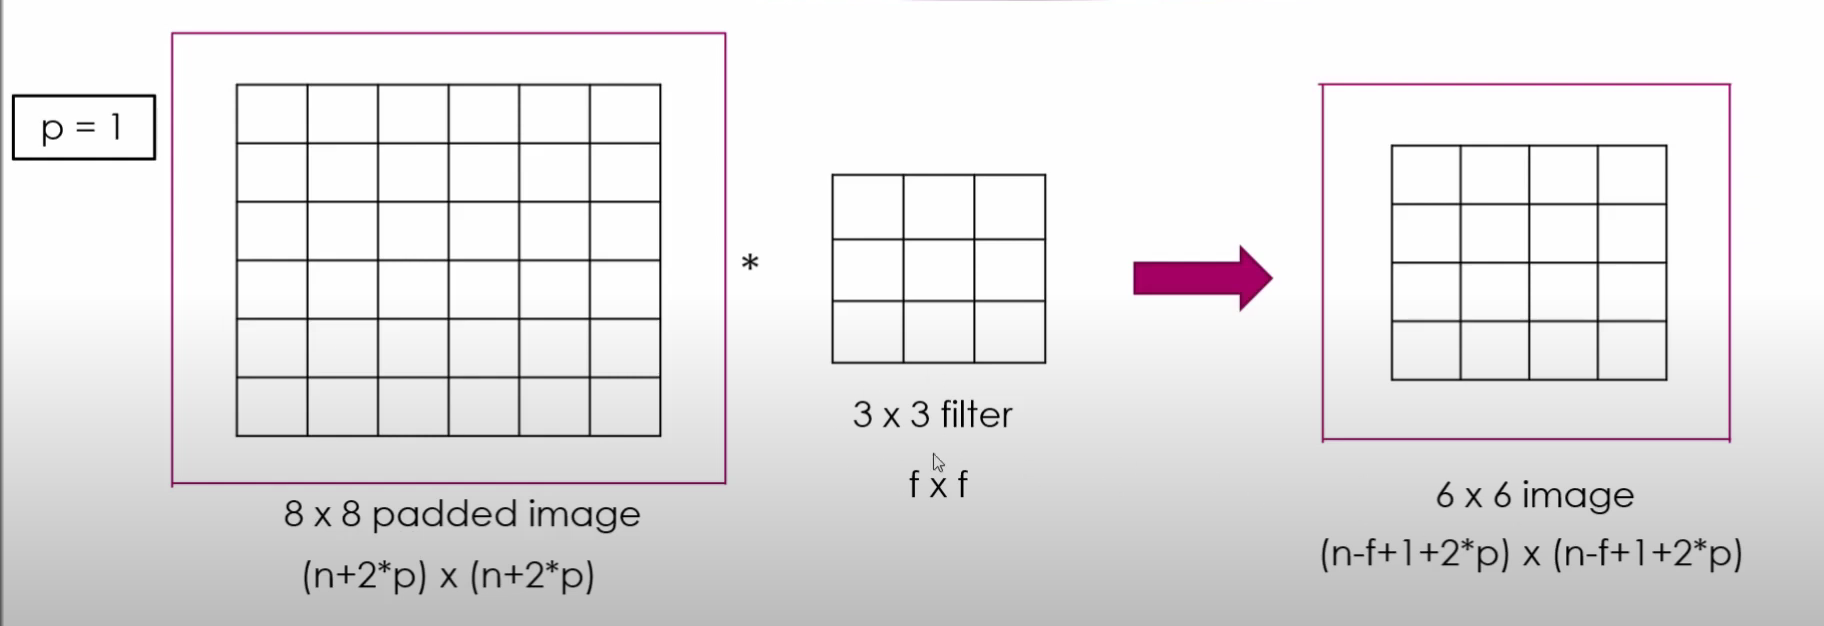 p = 1
*
8 x 8 padded image
(n+2*p) x (n+2*p)
3 x 3 filter
f x f
6 x 6 image
(n-f+1+2*p) x (n-f+1+2*p)